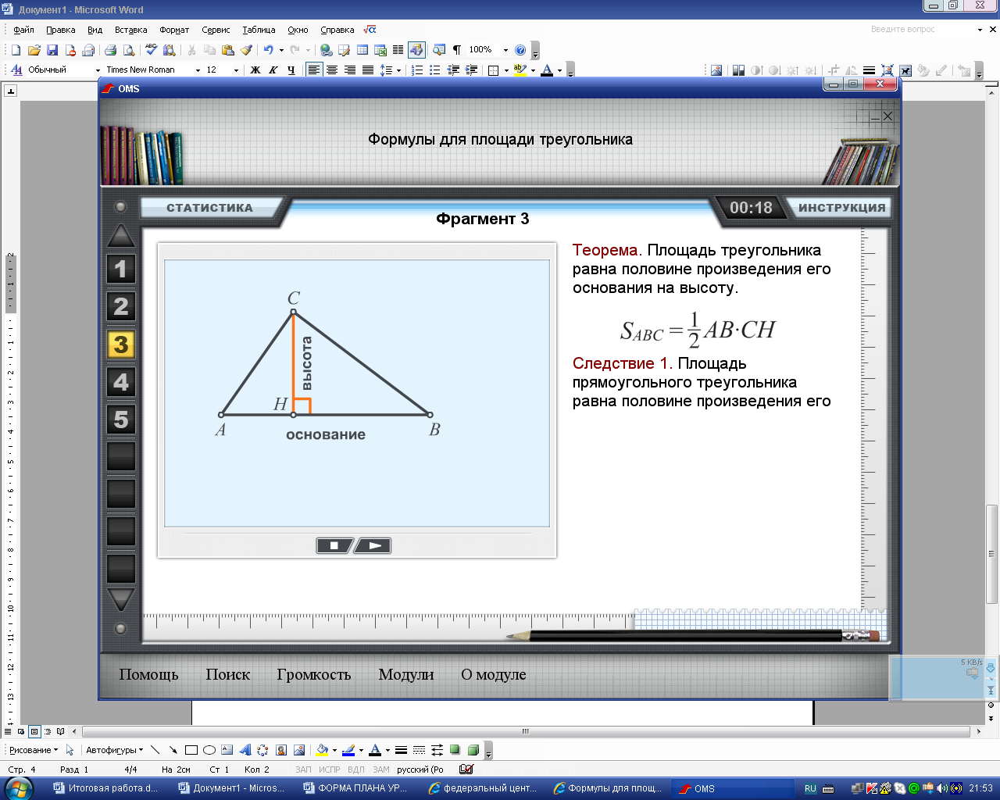 Документ1 - Microsoft Word
Файл Правка Вид Вставка Формат Сервис Таблица Окно Справка √α
Введите вопрос
100%
Обычный Times New Roman 12 Ж К Ч
OMS
Формулы для площади треугольника
СТАТИСТИКА
Фрагмент 3
00:18
ИНСТРУКЦИЯ
1
2
3
4
5
C
высота
H
A
B
основание
Теорема. Площадь треугольника
равна половине произведения его
основания на высоту.
S_ABC = 1/2 AB·CH
Следствие 1. Площадь
прямоугольного треугольника
равна половине произведения его
Помощь Поиск Громкость Модули О модуле
5 KB/s
Рисование Автофигуры
Стр. 4 Разд 1 4/4 На 2см Ст 1 Кол 2 ЗАП ИСПР ВДЛ ЗАМ русский (Ро
Итоговая работа.d... Документ1 - Micros... ФОРМА ПЛАНА УР... федеральный цент... Формулы для площ... OMS RU 21:53